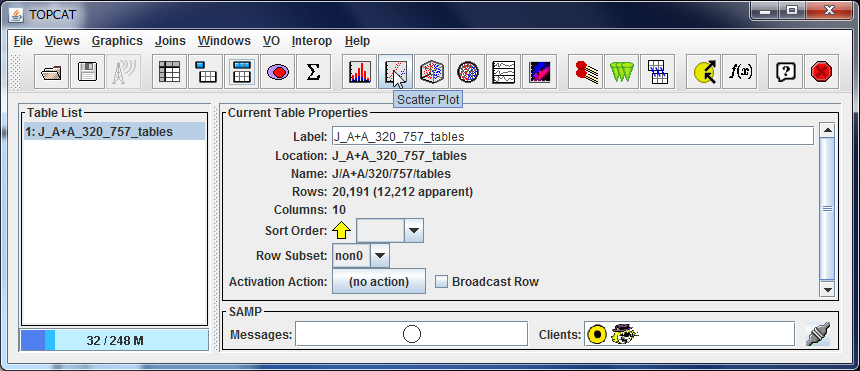 TOPCAT
File Views Graphics Joins Windows VO Interop Help
Σ f(x) ?
Scatter Plot
Table List
1: J_A+A_320_757_tables
32 / 248 M
Current Table Properties
Label: J_A+A_320_757_tables
Location: J_A+A_320_757_tables
Name: J/A+A/320/757/tables
Rows: 20,191 (12,212 apparent)
Columns: 10
Sort Order:
Row Subset: non0
Activation Action: (no action) Broadcast Row
SAMP
Messages: Clients: